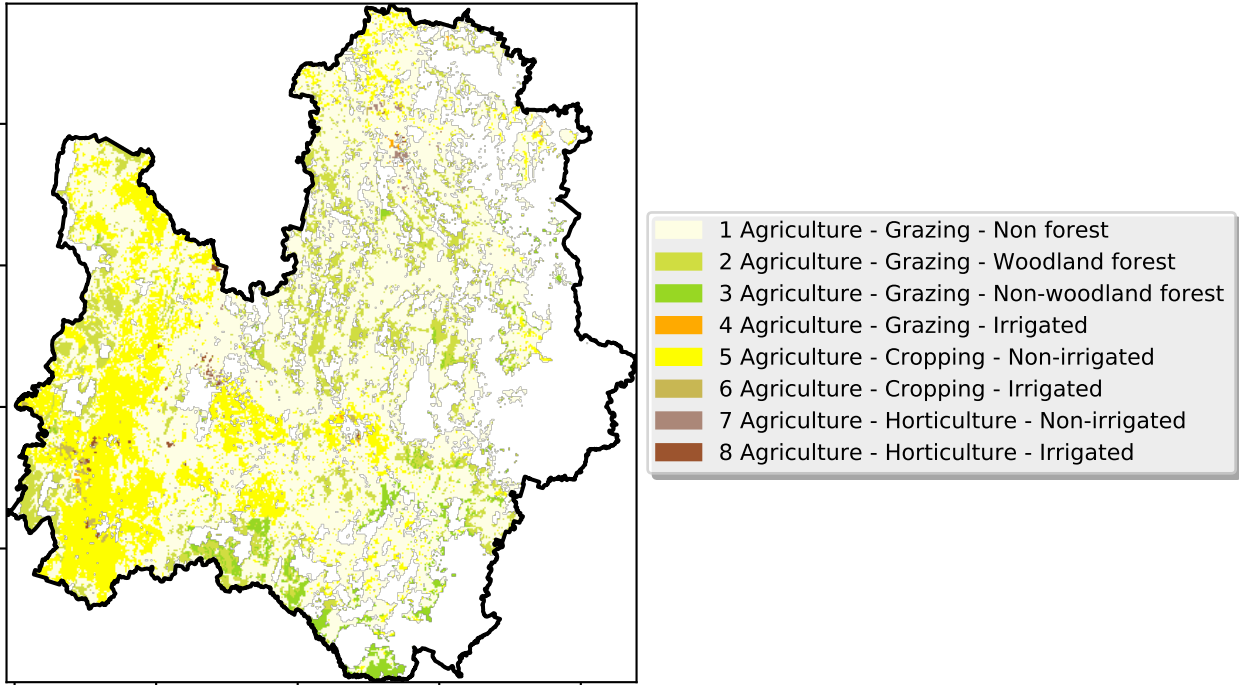 1 Agriculture - Grazing - Non forest
2 Agriculture - Grazing - Woodland forest
3 Agriculture - Grazing - Non-woodland forest
4 Agriculture - Grazing - Irrigated
5 Agriculture - Cropping - Non-irrigated
6 Agriculture - Cropping - Irrigated
7 Agriculture - Horticulture - Non-irrigated
8 Agriculture - Horticulture - Irrigated